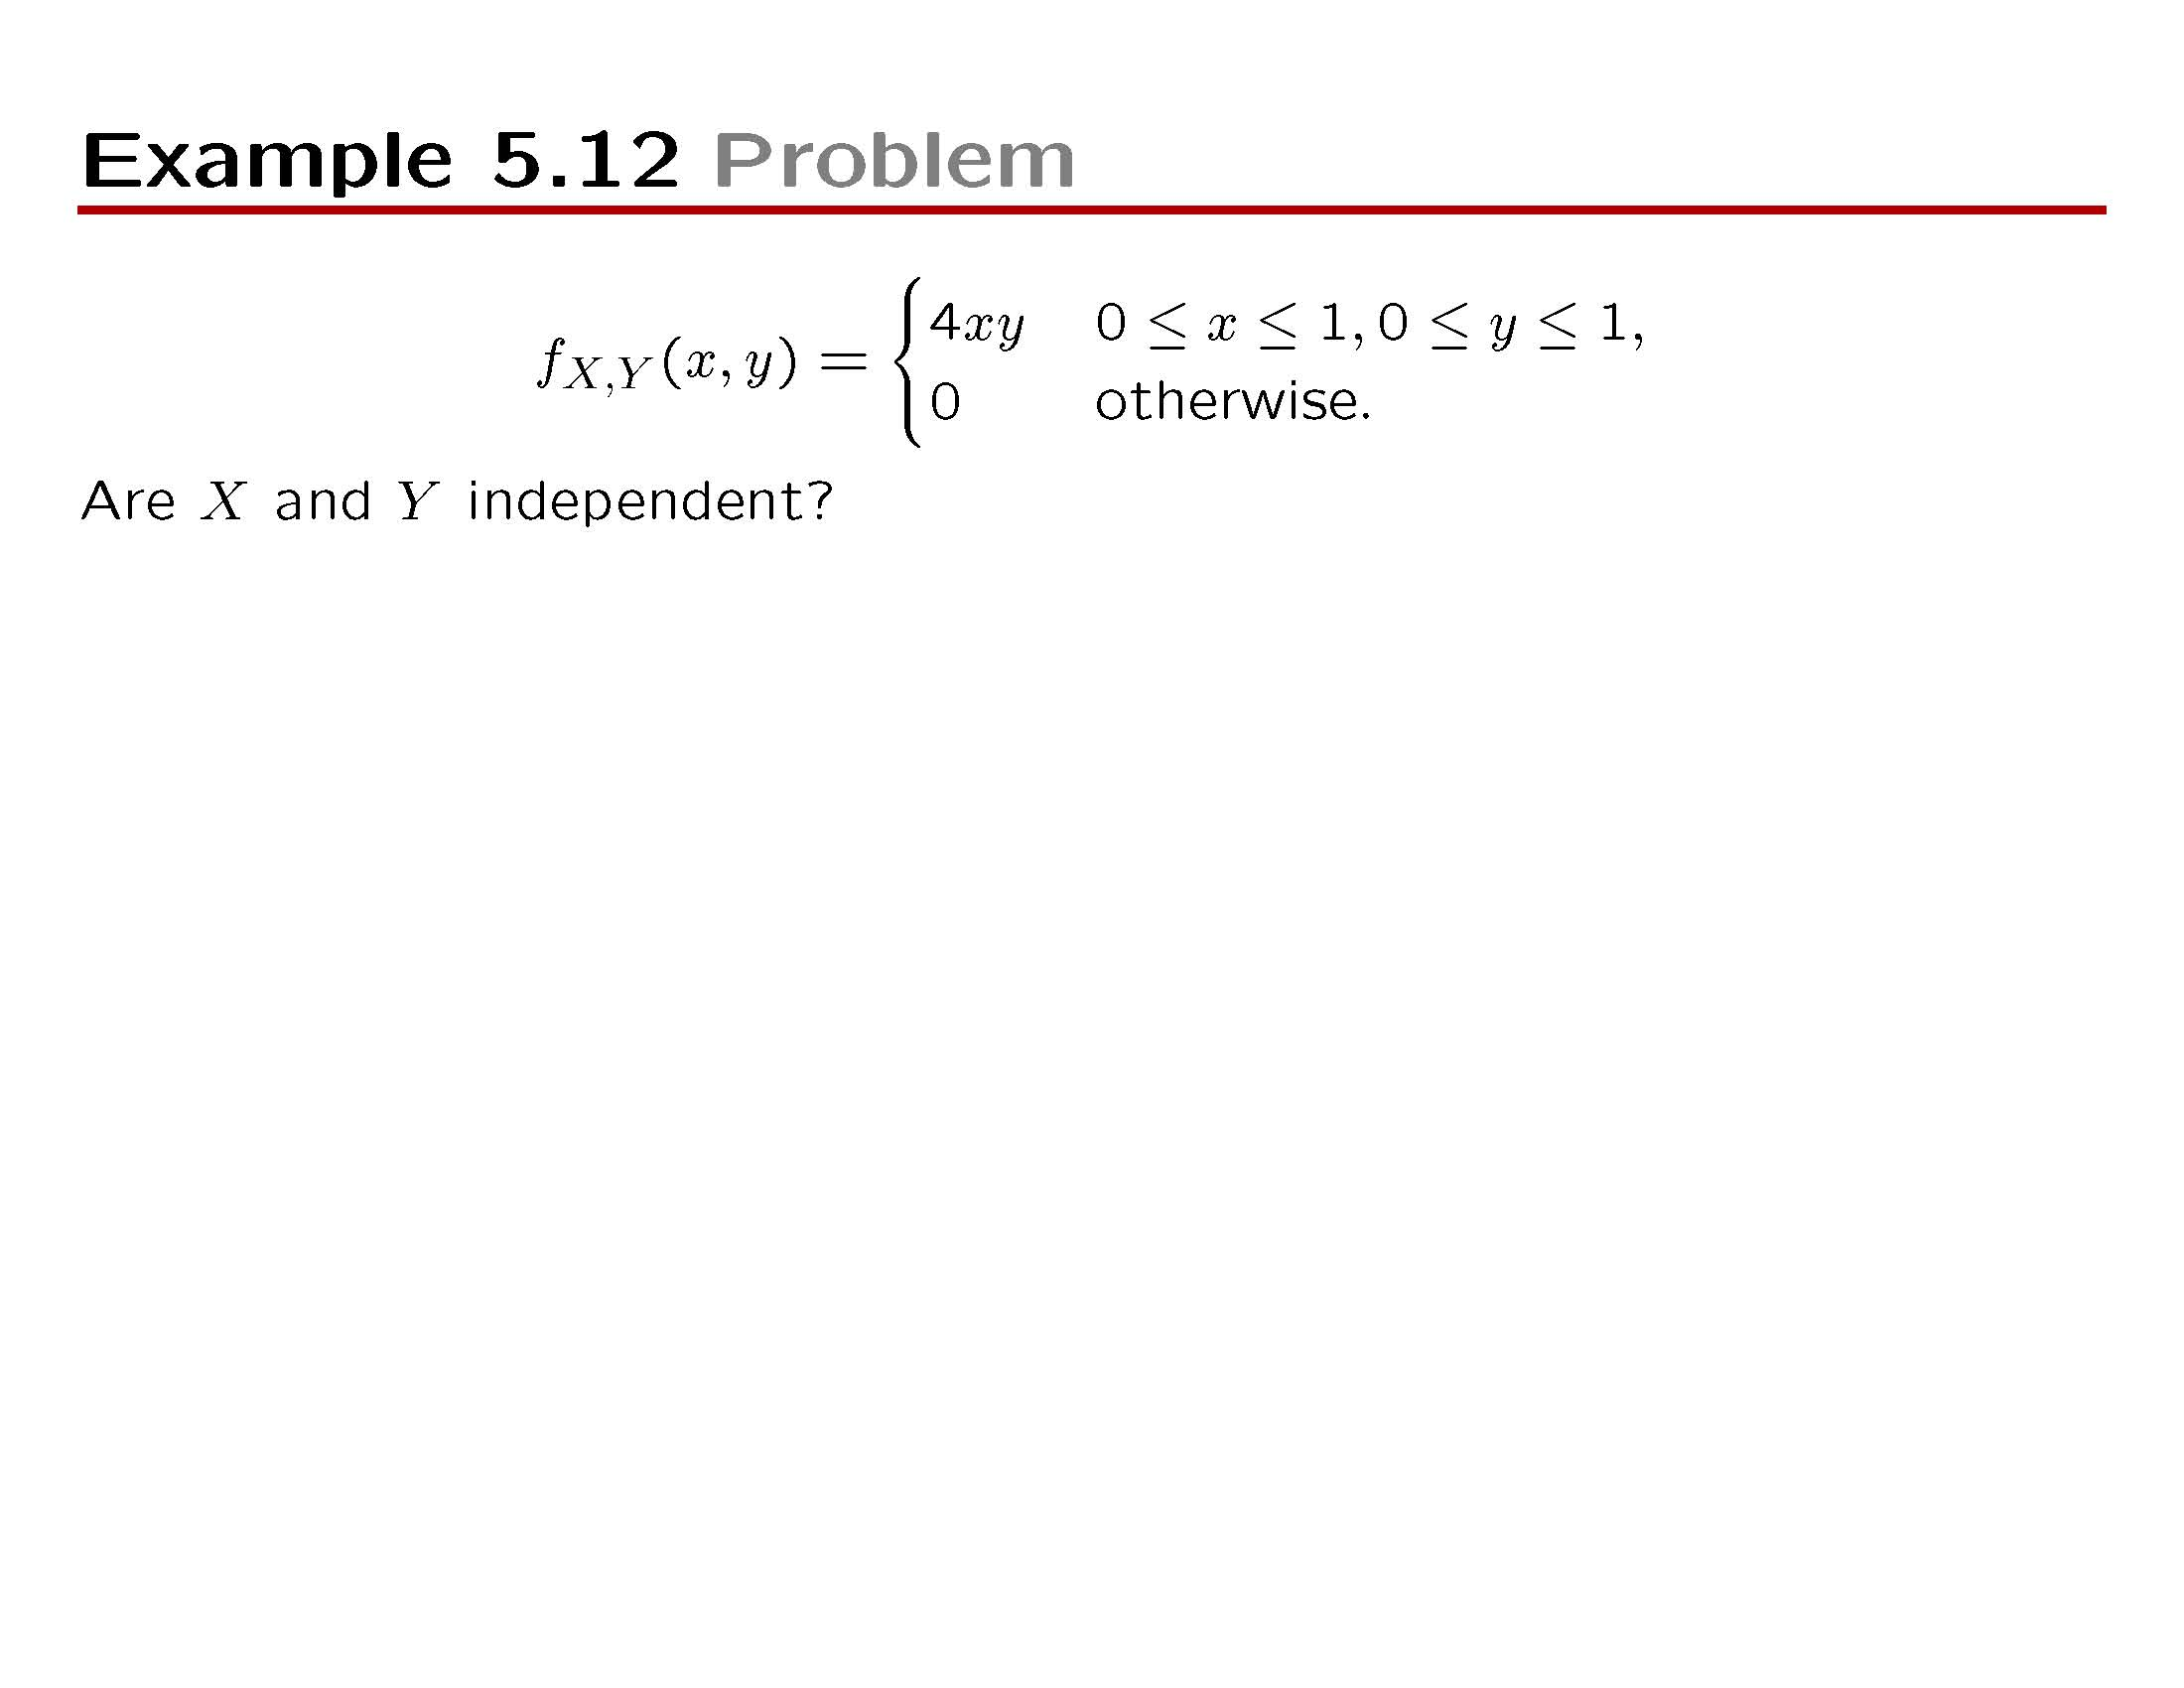 Example 5.12 Problem
f_{X,Y}(x, y) = { 4xy 0 ≤ x ≤ 1, 0 ≤ y ≤ 1,
0 otherwise.
Are X and Y independent?